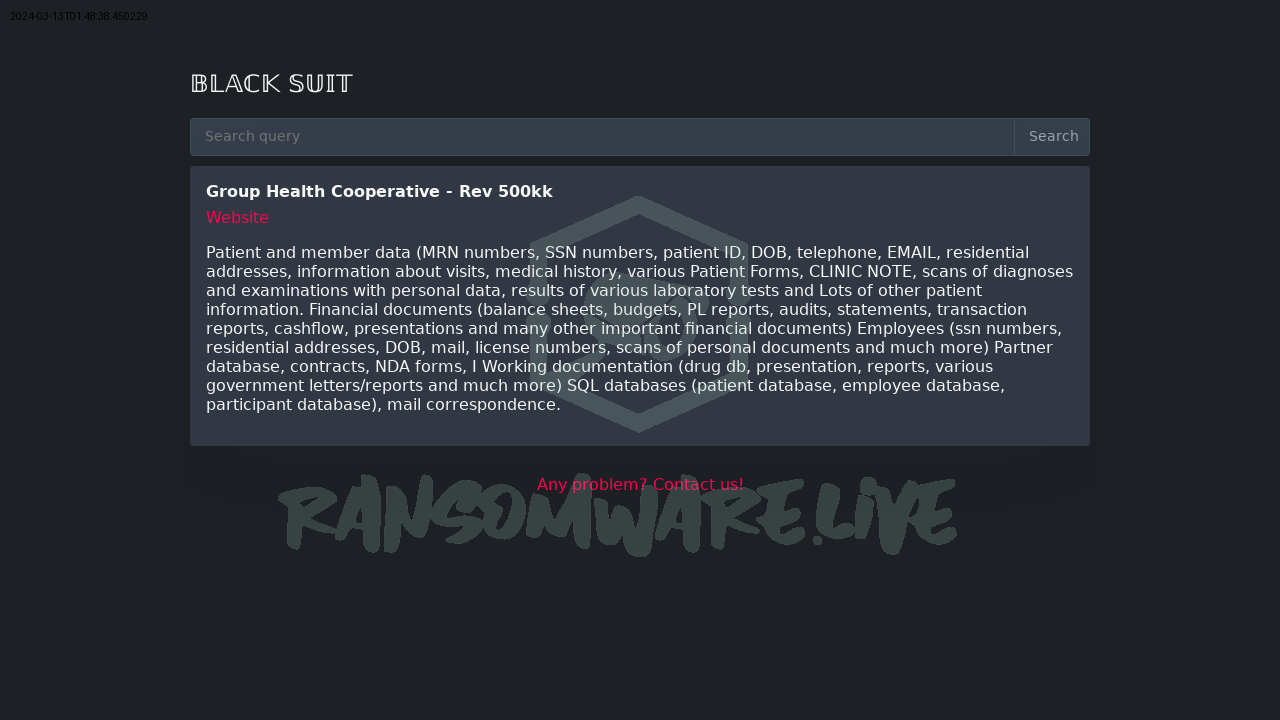 2024-03-13T01:48:38.450229
𝔹𝕃𝔸ℂ𝕂 𝕊𝕌𝕀𝕋
Search query
Search
Group Health Cooperative - Rev 500kk
Website
Patient and member data (MRN numbers, SSN numbers, patient ID, DOB, telephone, EMAIL, residential
addresses, information about visits, medical history, various Patient Forms, CLINIC NOTE, scans of diagnoses
and examinations with personal data, results of various laboratory tests and Lots of other patient
information. Financial documents (balance sheets, budgets, PL reports, audits, statements, transaction
reports, cashflow, presentations and many other important financial documents) Employees (ssn numbers,
residential addresses, DOB, mail, license numbers, scans of personal documents and much more) Partner
database, contracts, NDA forms, I Working documentation (drug db, presentation, reports, various
government letters/reports and much more) SQL databases (patient database, employee database,
participant database), mail correspondence.
Any problem? Contact us!
RANSOMWARE.LIVE